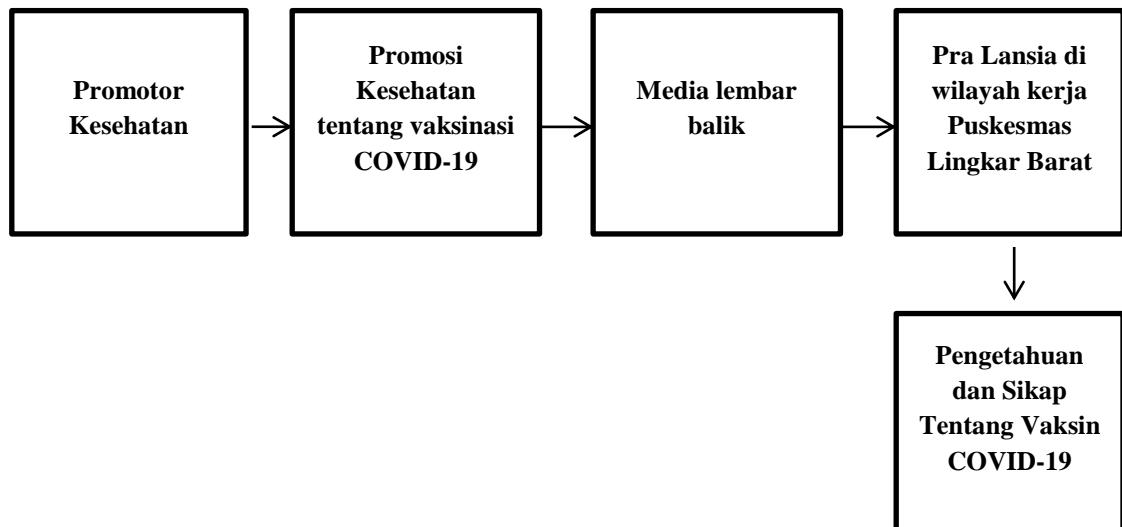 Promotor
Kesehatan
Promosi
Kesehatan
tentang vaksinasi
COVID-19
Media lembar
balik
Pra Lansia di
wilayah kerja
Puskesmas
Lingkar Barat
Pengetahuan
dan Sikap
Tentang Vaksin
COVID-19